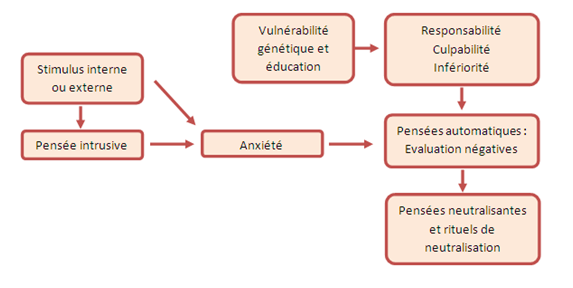 Vulnérabilité
génétique et
éducation
Responsabilité
Culpabilité
Infériorité
Stimulus interne
ou externe
Pensée intrusive
Anxiété
Pensées automatiques :
Evaluation négatives
Pensées neutralisantes
et rituels de
neutralisation